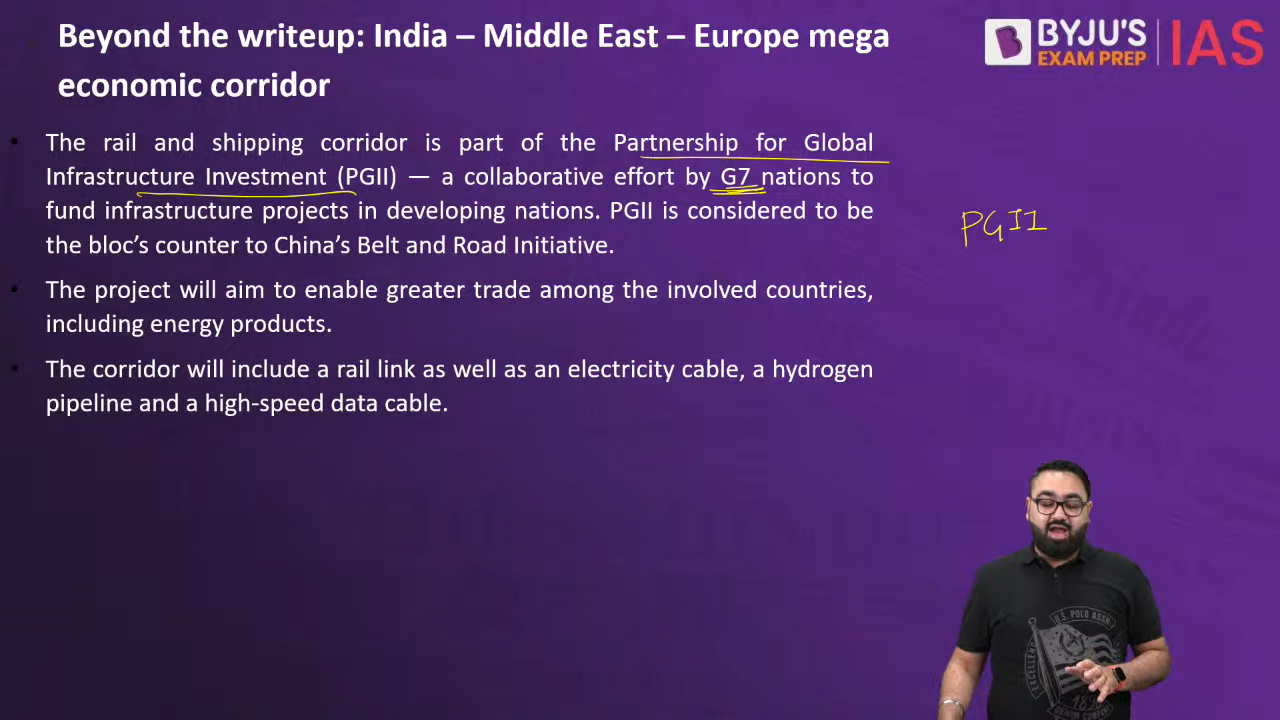 Beyond the writeup: India – Middle East – Europe mega
economic corridor
BYJU'S
EXAM PREP
IAS
• The rail and shipping corridor is part of the Partnership for Global
Infrastructure Investment (PGII) — a collaborative effort by G7 nations to
fund infrastructure projects in developing nations. PGII is considered to be
the bloc's counter to China's Belt and Road Initiative.
PGII
• The project will aim to enable greater trade among the involved countries,
including energy products.
• The corridor will include a rail link as well as an electricity cable, a hydrogen
pipeline and a high-speed data cable.
U.S. POLO ASSN.